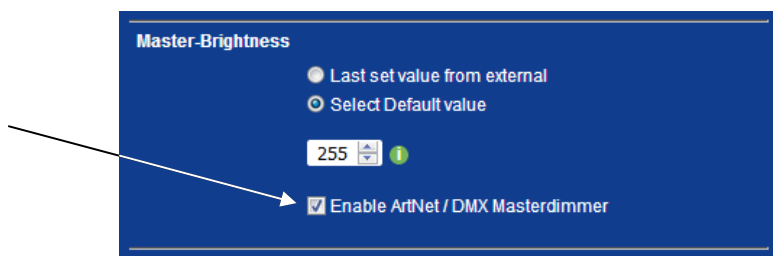 Master-Brightness
Last set value from external
Select Default value
255 i
Enable ArtNet / DMX Masterdimmer